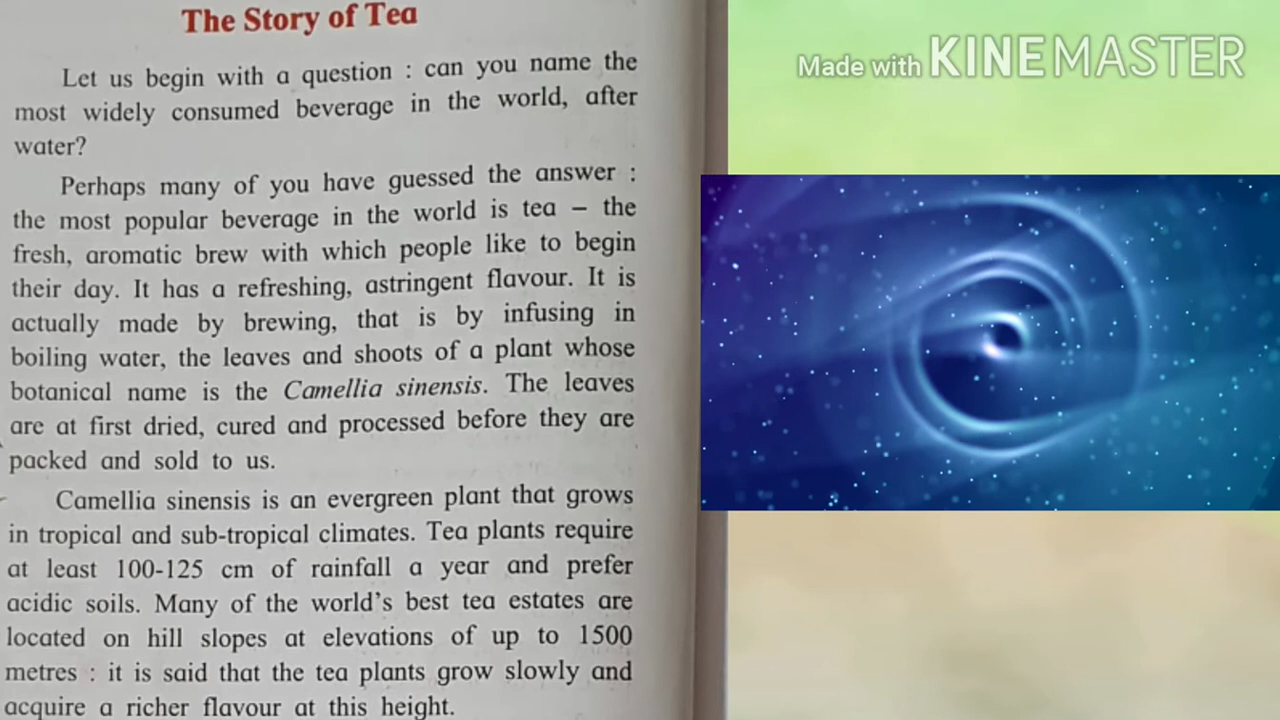 The Story of Tea
Let us begin with a question : can you name the
most widely consumed beverage in the world, after
water?
Perhaps many of you have guessed the answer :
the most popular beverage in the world is tea – the
fresh, aromatic brew with which people like to begin
their day. It has a refreshing, astringent flavour. It is
actually made by brewing, that is by infusing in
boiling water, the leaves and shoots of a plant whose
botanical name is the Camellia sinensis. The leaves
are at first dried, cured and processed before they are
packed and sold to us.
Camellia sinensis is an evergreen plant that grows
in tropical and sub-tropical climates. Tea plants require
at least 100-125 cm of rainfall a year and prefer
acidic soils. Many of the world's best tea estates are
located on hill slopes at elevations of up to 1500
metres : it is said that the tea plants grow slowly and
acquire a richer flavour at this height.
Made with KINEMASTER